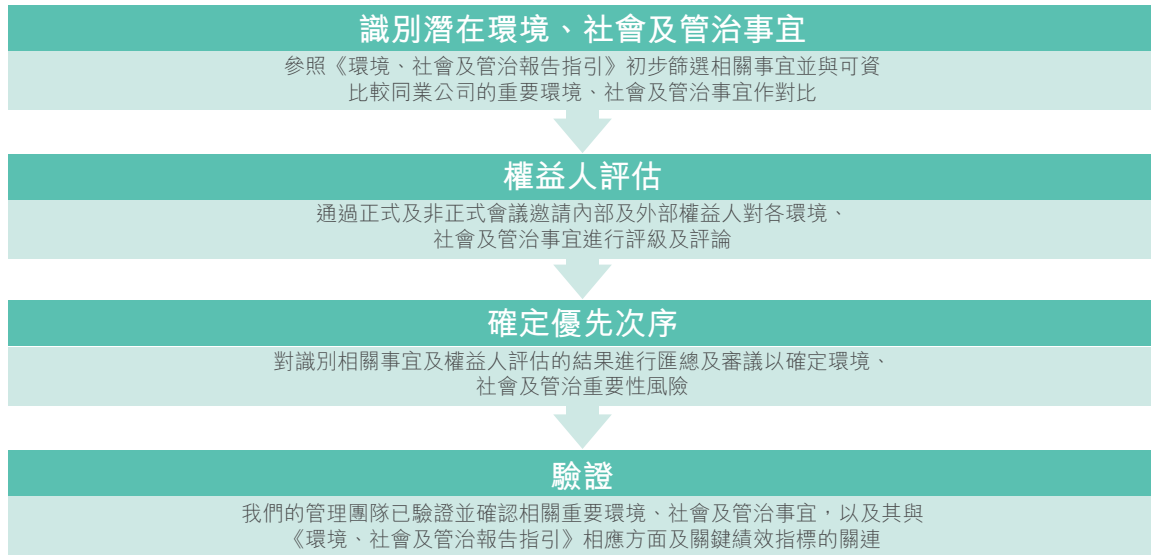 識別潛在環境、社會及管治事宜
參照《環境、社會及管治報告指引》初步篩選相關事宜並與可資
比較同業公司的重要環境、社會及管治事宜作對比
權益人評估
通過正式及非正式會議邀請內部及外部權益人對各環境、
社會及管治事宜進行評級及評論
確定優先次序
對識別相關事宜及權益人評估的結果進行匯總及審議以確定環境、
社會及管治重要性風險
驗證
我們的管理團隊已驗證並確認相關重要環境、社會及管治事宜，以及其與
《環境、社會及管治報告指引》相應方面及關鍵績效指標的關連